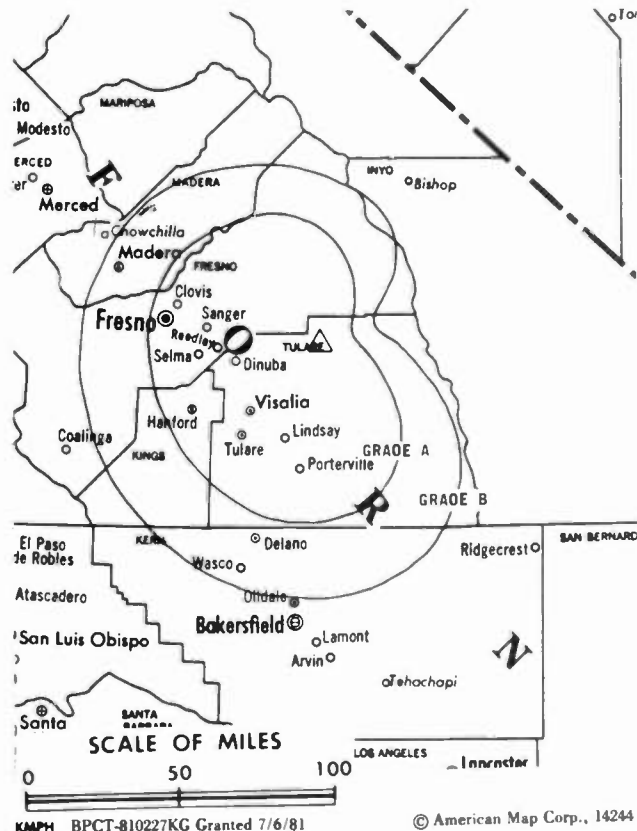 To
MARIPOSA
sto
Modesto
ERCED
Merced
F
MADERA
INYO
Bishop
Chowchilla
Madera
FRESNO
Clovis
Fresno
Sanger
Reedley
Selma
TULARE
Dinuba
Visalia
Hanford
Coalinga
Tulare
Lindsay
GRADE A
KINGS
Porterville
GRADE B
R
El Paso
de Robles
KERN
Delano
Ridgecrest
SAN BERNARD
Wasco
Atascadero
Oildale
Bakersfield
San Luis Obispo
Lamont
Arvin
N
Tehachapi
Santa
SANTA
BARBARA
SCALE OF MILES
LOS ANGELES
Lancaster
0 50 100
KMPH BPCT-810227KG Granted 7/6/81
© American Map Corp., 14244